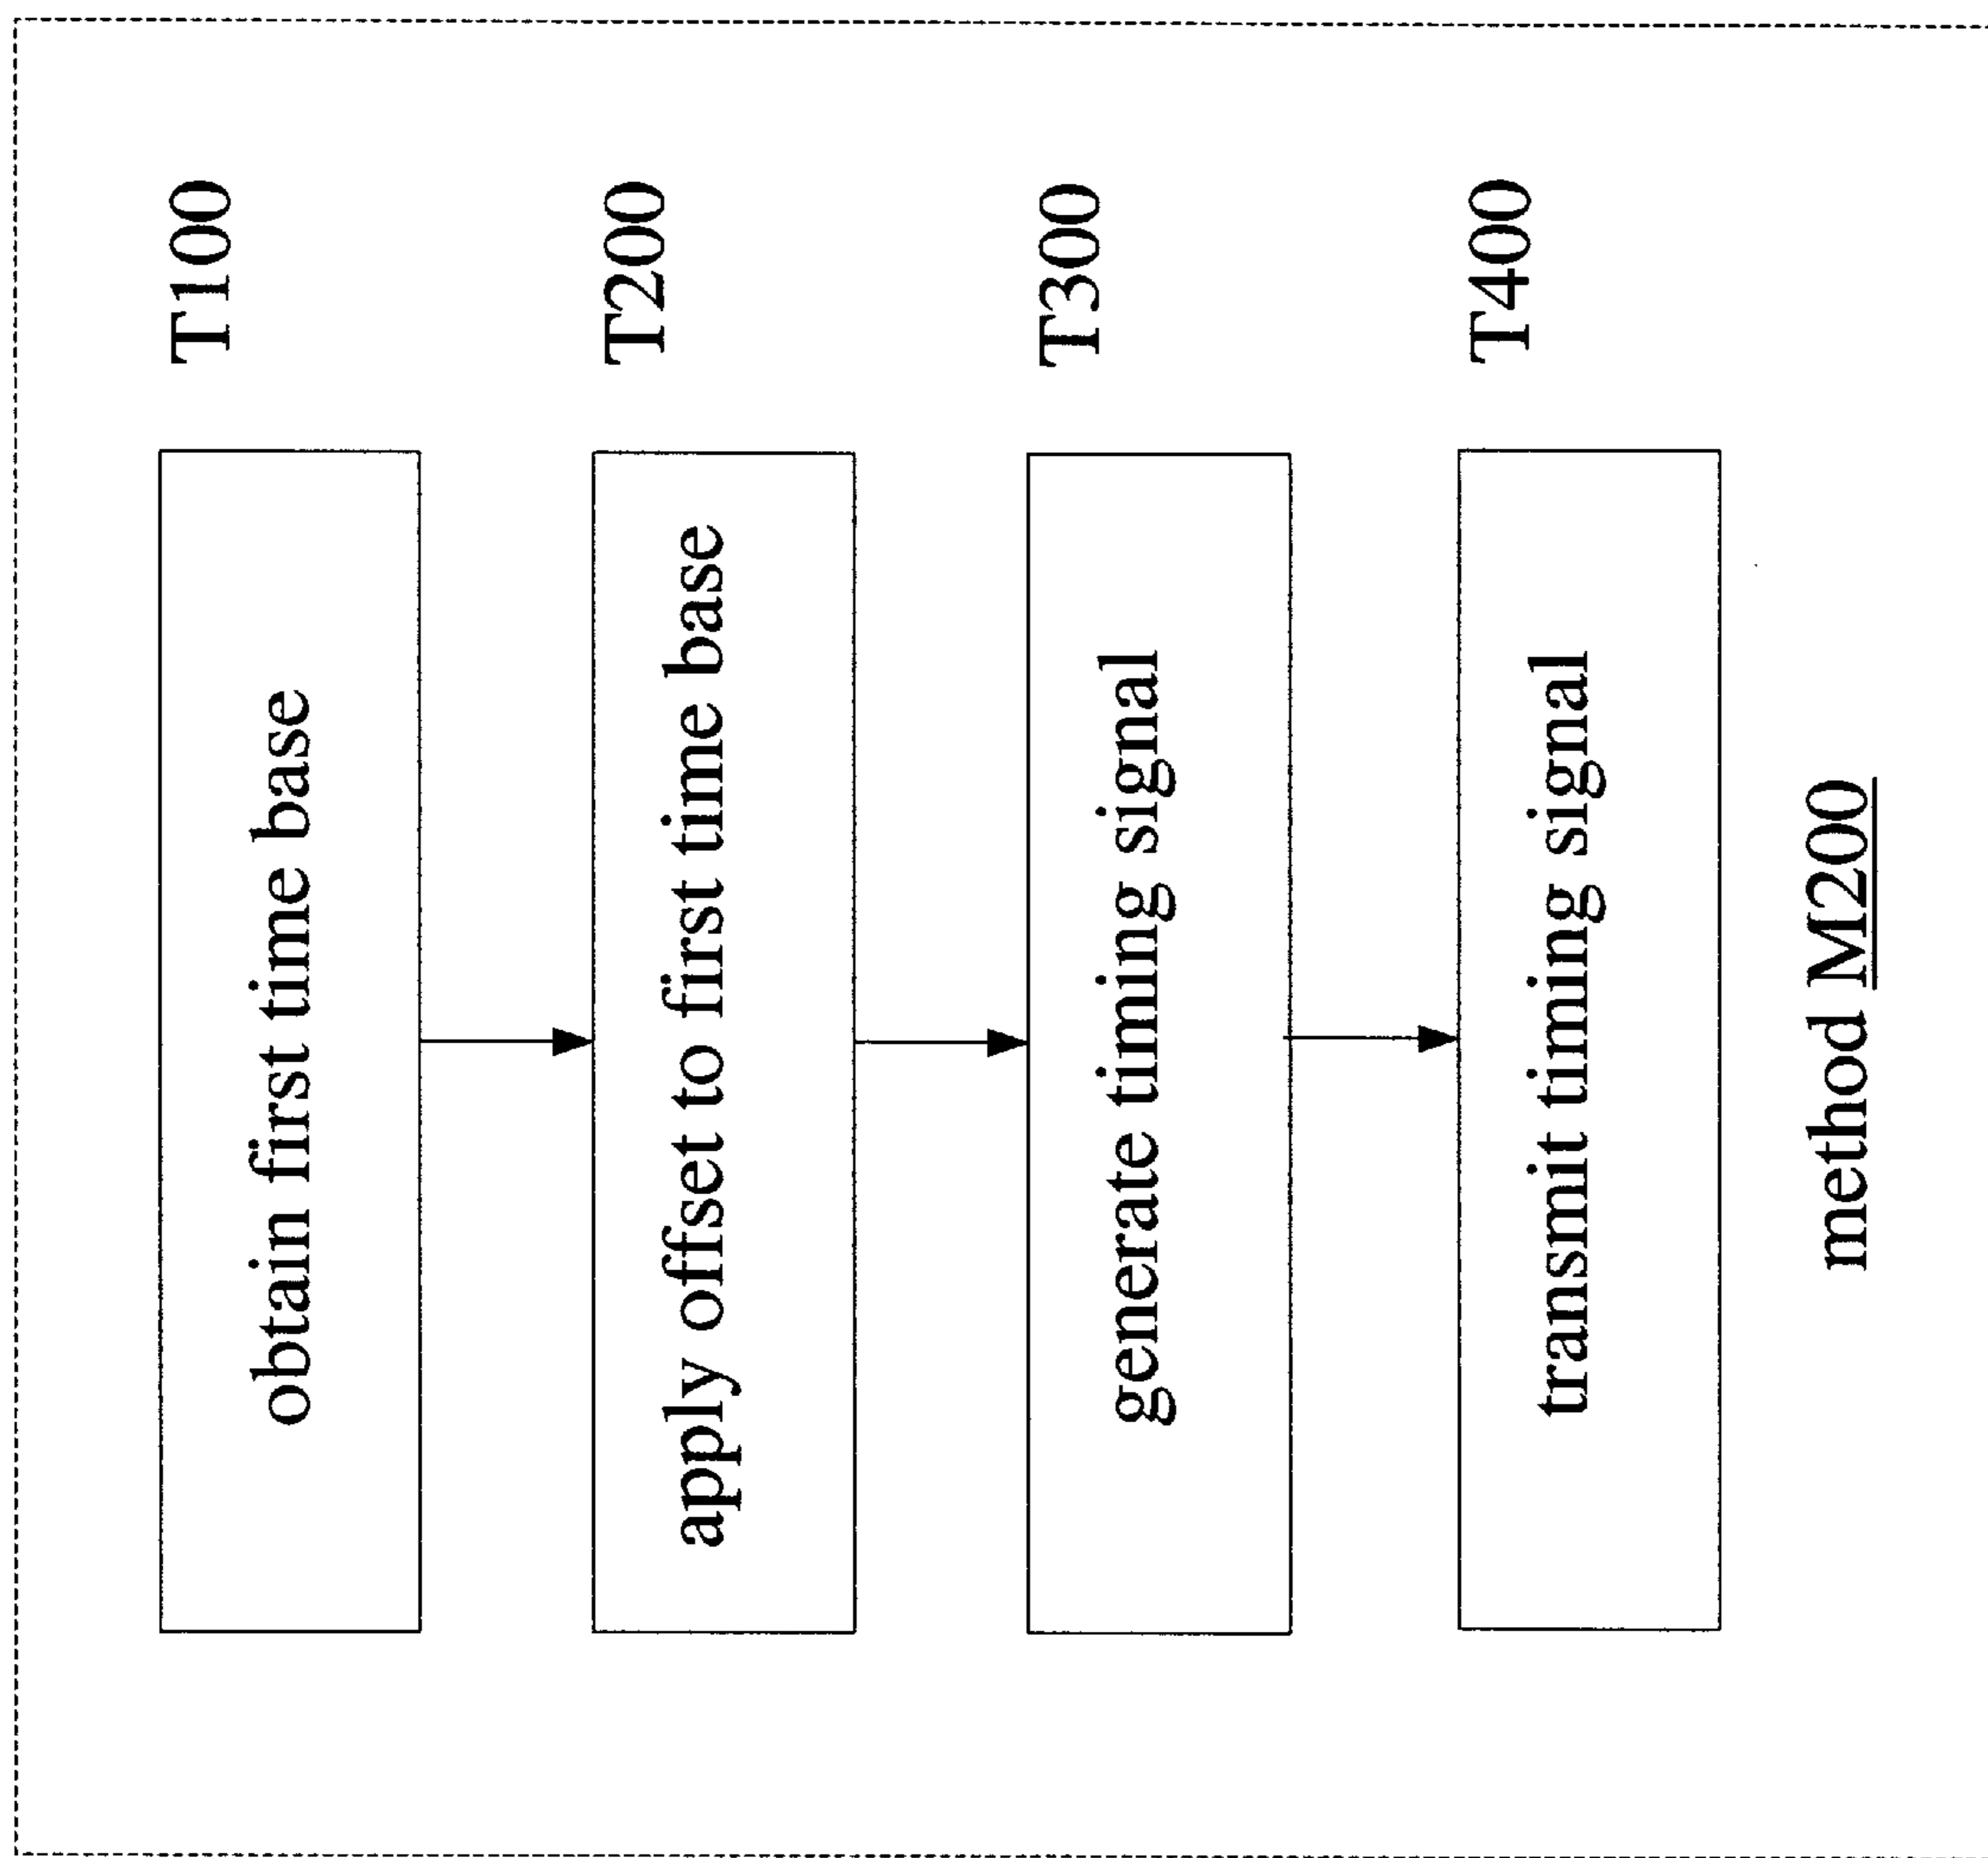 T100
obtain first time base
T200
apply offset to first time base
T300
generate timing signal
T400
transmit timing signal
method M200